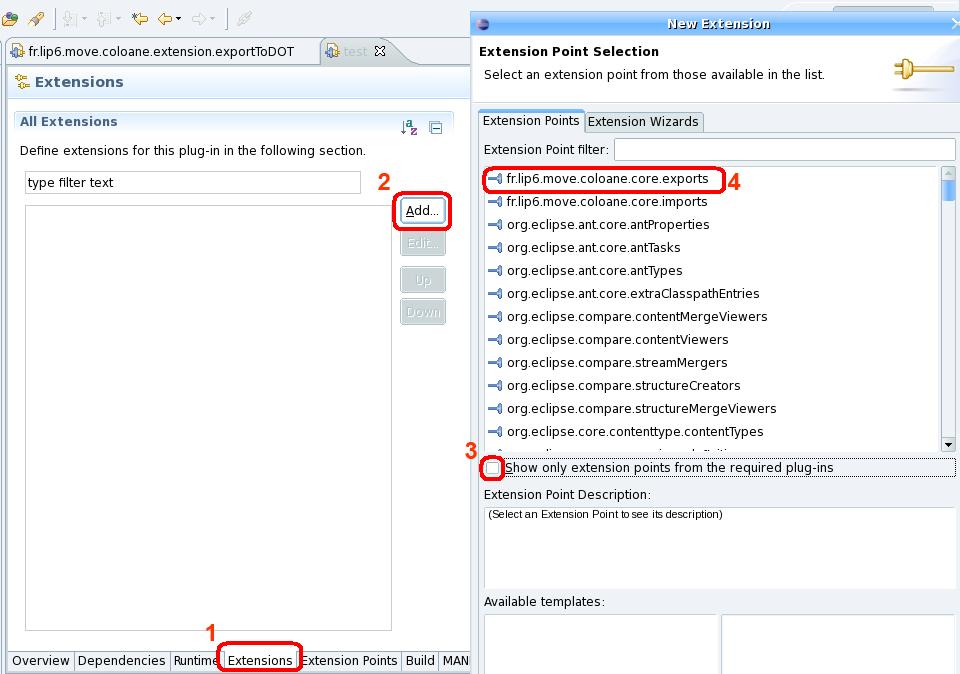 fr.lip6.move.coloane.extension.exportToDOT
test
Extensions
All Extensions
Define extensions for this plug-in in the following section.
type filter text
2
Add...
Edit...
Up
Down
1
Overview
Dependencies
Runtime
Extensions
Extension Points
Build
MAN
New Extension
Extension Point Selection
Select an extension point from those available in the list.
Extension Points
Extension Wizards
Extension Point filter:
fr.lip6.move.coloane.core.exports
4
fr.lip6.move.coloane.core.imports
org.eclipse.ant.core.antProperties
org.eclipse.ant.core.antTasks
org.eclipse.ant.core.antTypes
org.eclipse.ant.core.extraClasspathEntries
org.eclipse.compare.contentMergeViewers
org.eclipse.compare.contentViewers
org.eclipse.compare.streamMergers
org.eclipse.compare.structureCreators
org.eclipse.compare.structureMergeViewers
org.eclipse.core.contenttype.contentTypes
3
Show only extension points from the required plug-ins
Extension Point Description:
(Select an Extension Point to see its description)
Available templates: